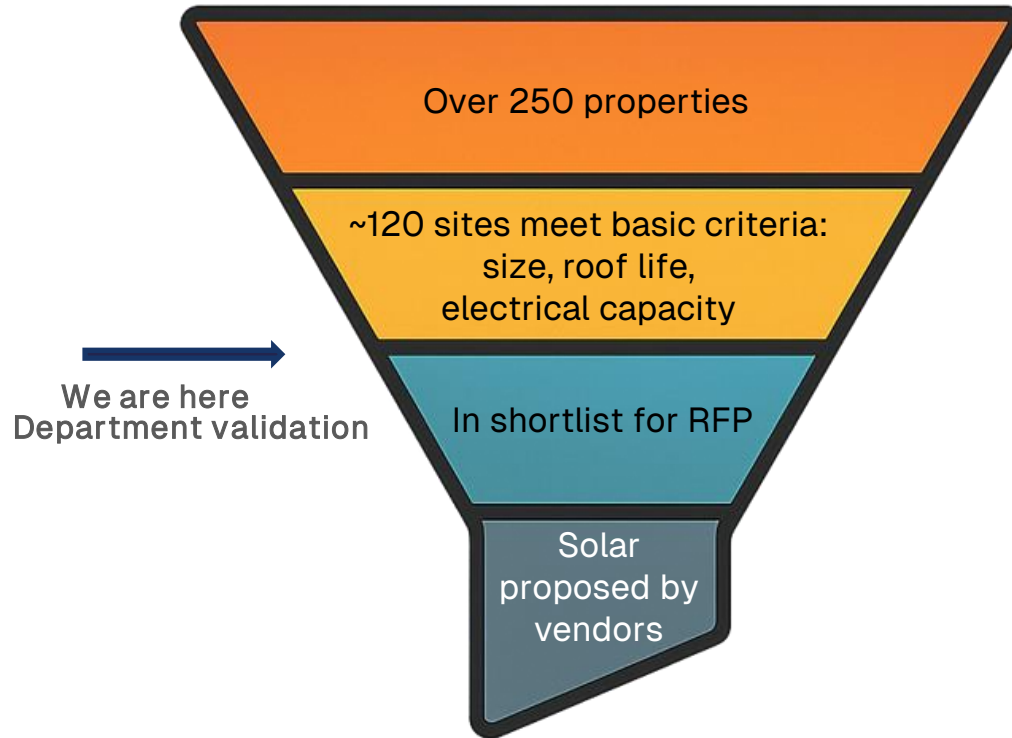 Over 250 properties
~120 sites meet basic criteria:
size, roof life,
electrical capacity
We are here
Department validation
In shortlist for RFP
Solar
proposed by
vendors